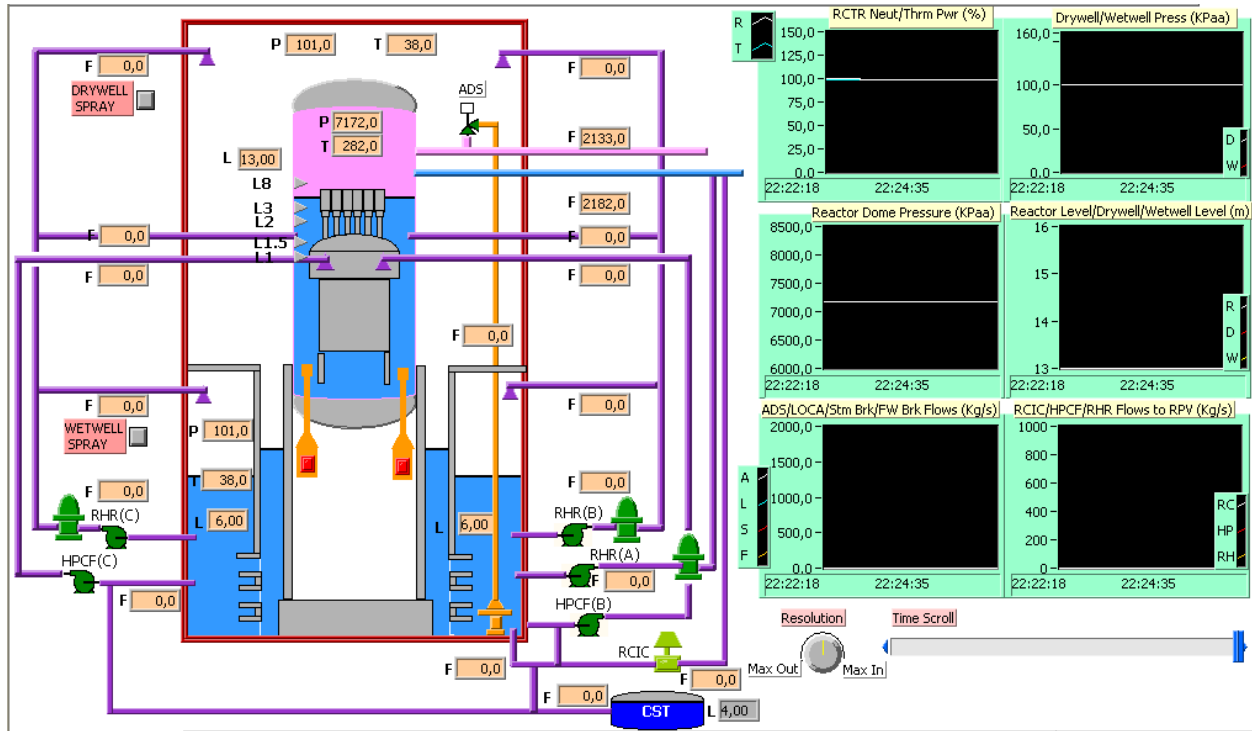 P 101,0 T 38,0
F 0,0
DRYWELL
SPRAY
F 0,0
ADS
P 7172,0
T 282,0
L 13,00
F 2133,0
L8
L3
L2
L1.5
L1
F 2182,0
F 0,0
F 0,0
F 0,0
F 0,0
F 0,0
F 0,0
WETWELL
SPRAY
F 0,0
P 101,0
T 38,0
L 6,00
L 6,00
F 0,0
F 0,0
RHR(C)
HPCF(C)
F 0,0
RHR(B)
RHR(A)
F 0,0
HPCF(B)
RCIC
F 0,0
F 0,0
F 0,0
CST
L 4,00
RCTR Neut/Thrm Pwr (%)
R
T
150,0
125,0
100,0
75,0
50,0
25,0
0,0
22:22:18 22:24:35
Drywell/Wetwell Press (KPaa)
160,0
100,0
50,0
0,0
D
W
22:22:18 22:24:35
Reactor Dome Pressure (KPaa)
8500,0
8000,0
7500,0
7000,0
6500,0
6000,0
22:22:18 22:24:35
Reactor Level/Drywell/Wetwell Level (m)
16
15
14
13
R
D
W
22:22:18 22:24:35
ADS/LOCA/Stm Brk/FW Brk Flows (Kg/s)
2000,0
1500,0
1000,0
500,0
0,0
A
L
S
F
22:22:18 22:24:35
RCIC/HPCF/RHR Flows to RPV (Kg/s)
1000
800
600
400
200
0
RC
HP
RH
22:22:18 22:24:35
Resolution
Max Out
Max In
Time Scroll